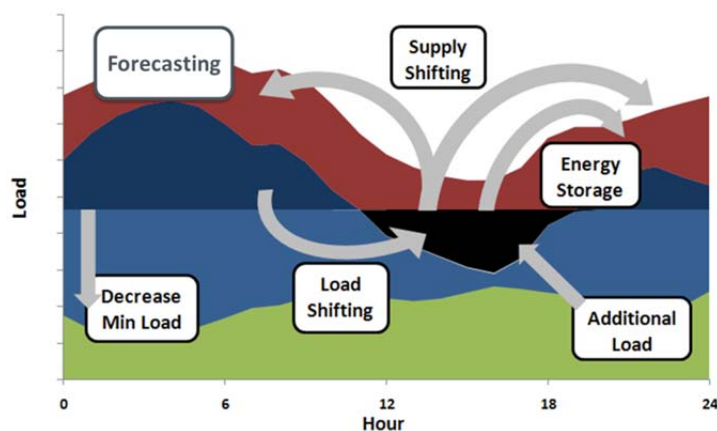 Forecasting
Supply
Shifting
Energy
Storage
Load
Decrease
Min Load
Load
Shifting
Additional
Load
0
6
12
18
24
Hour